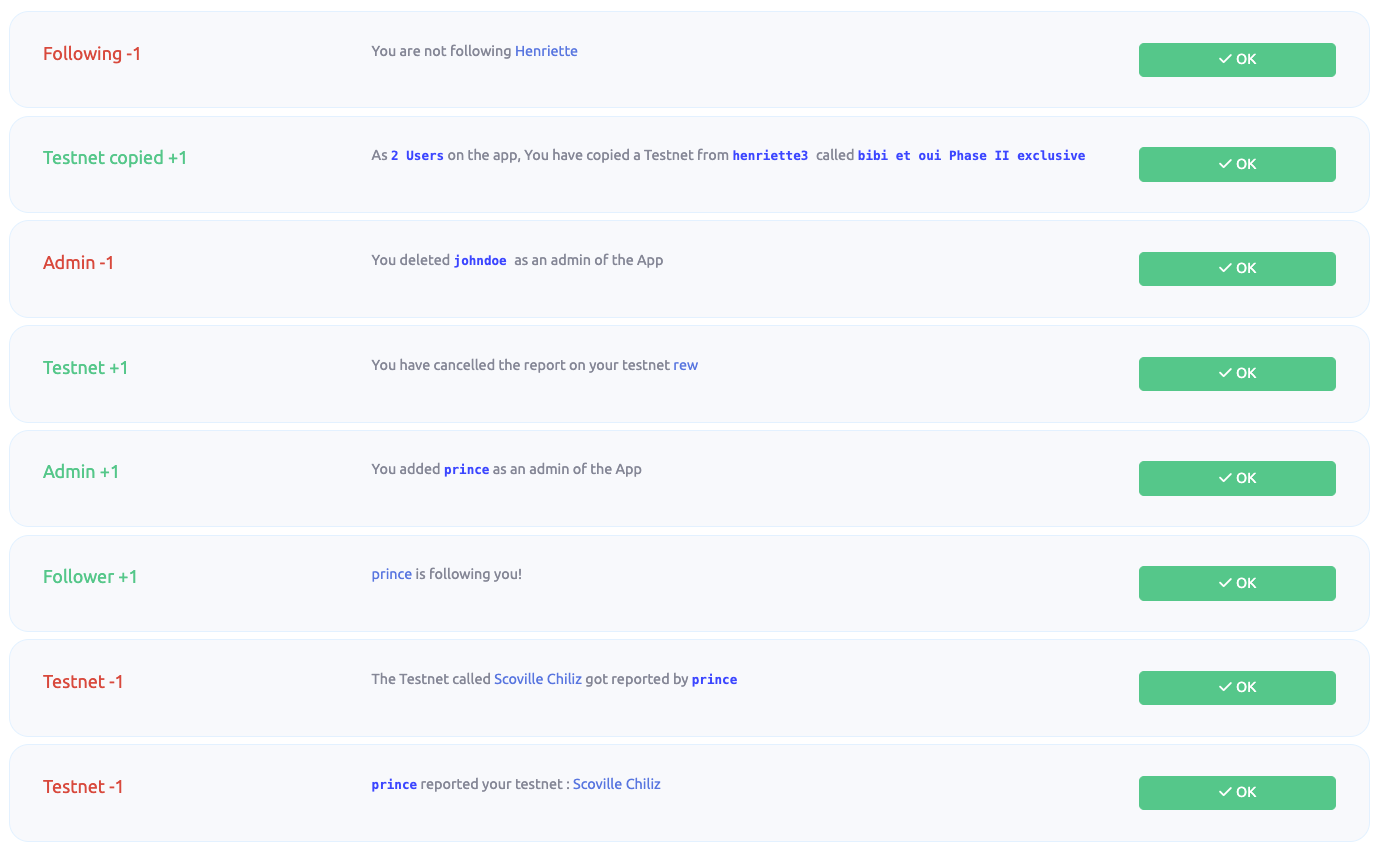 Following -1
You are not following Henriette
OK
Testnet copied +1
As 2 Users on the app, You have copied a Testnet from henriette3 called bibi et oui Phase II exclusive
OK
Admin -1
You deleted johndoe as an admin of the App
OK
Testnet +1
You have cancelled the report on your testnet rew
OK
Admin +1
You added prince as an admin of the App
OK
Follower +1
prince is following you!
OK
Testnet -1
The Testnet called Scoville Chiliz got reported by prince
OK
Testnet -1
prince reported your testnet : Scoville Chiliz
OK